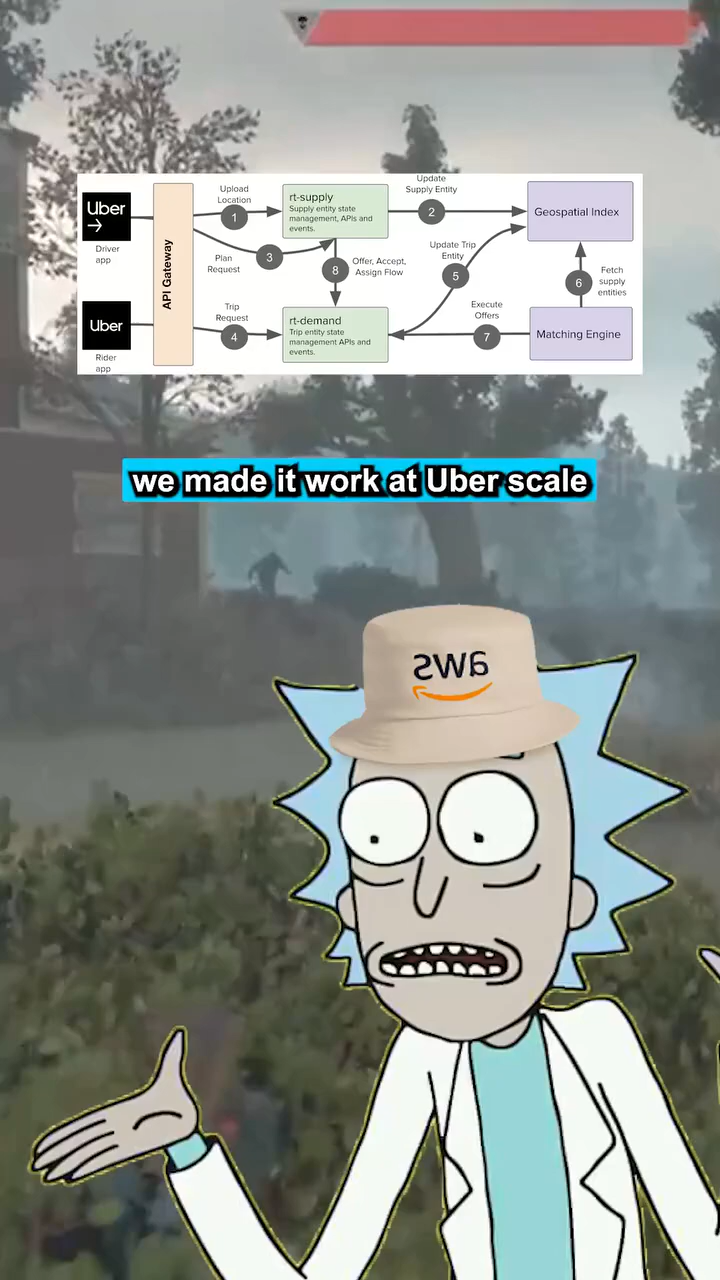 Uber
Driver
app
Uber
Rider
app
API Gateway
Upload
Location
1
Plan
Request
3
Trip
Request
4
rt-supply
Supply entity state
management, APIs and
events.
8
Offer, Accept,
Assign Flow
rt-demand
Trip entity state
management APIs and
events.
Update
Supply Entity
2
Update Trip
Entity
5
Execute
Offers
7
Geospatial Index
6
Fetch
supply
entities
Matching Engine
we made it work at Uber scale
aws